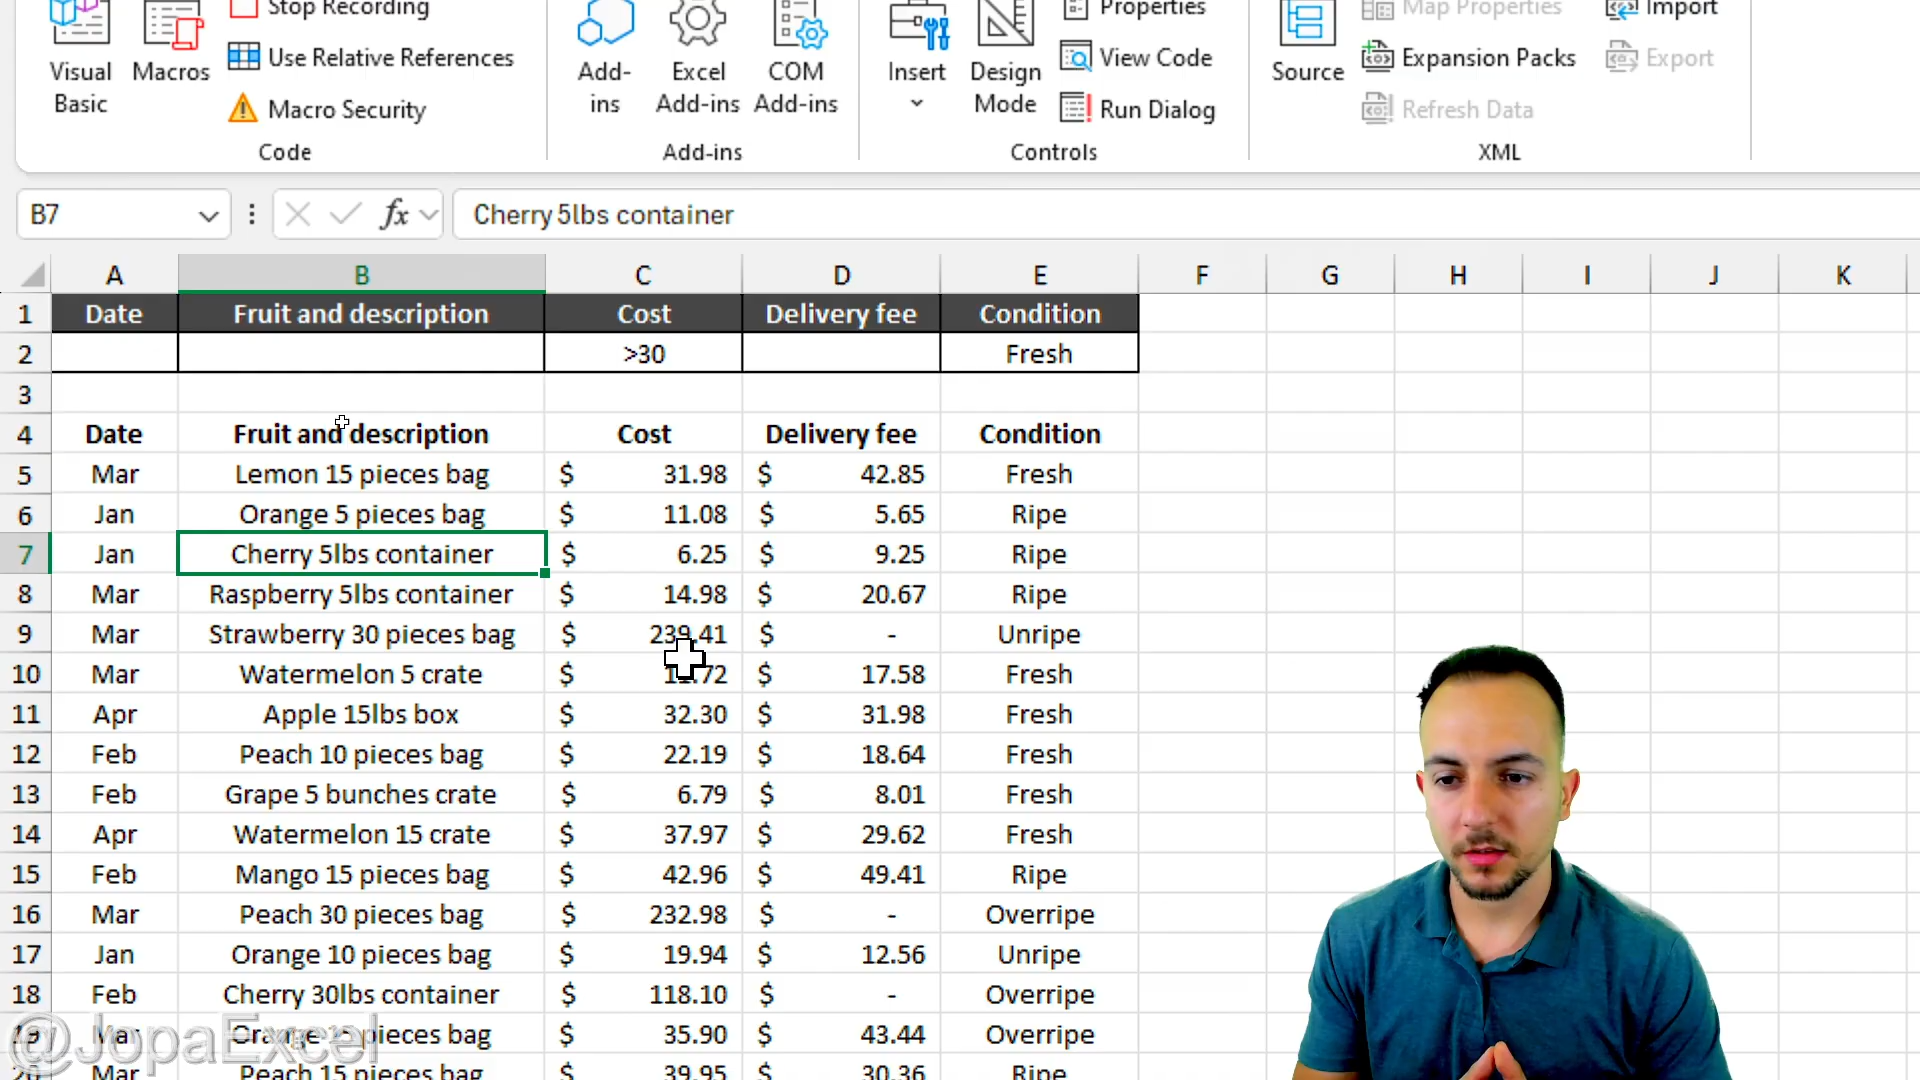 Stop Recording
Properties
Map Properties
Import
Visual Basic
Macros
Use Relative References
Macro Security
Add-ins
Excel Add-ins
COM Add-ins
Insert
Design Mode
View Code
Run Dialog
Source
Expansion Packs
Export
Refresh Data
Code
Add-ins
Controls
XML
B7
fx
Cherry 5lbs container
A B C D E F G H I J K
1 Date Fruit and description Cost Delivery fee Condition
2 >30 Fresh
3
4 Date Fruit and description Cost Delivery fee Condition
5 Mar Lemon 15 pieces bag $ 31.98 $ 42.85 Fresh
6 Jan Orange 5 pieces bag $ 11.08 $ 5.65 Ripe
7 Jan Cherry 5lbs container $ 6.25 $ 9.25 Ripe
8 Mar Raspberry 5lbs container $ 14.98 $ 20.67 Ripe
9 Mar Strawberry 30 pieces bag $ 239.41 $ - Unripe
10 Mar Watermelon 5 crate $ $ 17.58 Fresh
11 Apr Apple 15lbs box $ 32.30 $ 31.98 Fresh
12 Feb Peach 10 pieces bag $ 22.19 $ 18.64 Fresh
13 Feb Grape 5 bunches crate $ 6.79 $ 8.01 Fresh
14 Apr Watermelon 15 crate $ 37.97 $ 29.62 Fresh
15 Feb Mango 15 pieces bag $ 42.96 $ 49.41 Ripe
16 Mar Peach 30 pieces bag $ 232.98 $ - Overripe
17 Jan Orange 10 pieces bag $ 19.94 $ 12.56 Unripe
18 Feb Cherry 30lbs container $ 118.10 $ - Overripe
19 Mar Orange 15 pieces bag $ 35.90 $ 43.44 Overripe
20 Mar Peach 15 pieces bag $ 39.95 $ 30.36 Ripe
@JopaExcel